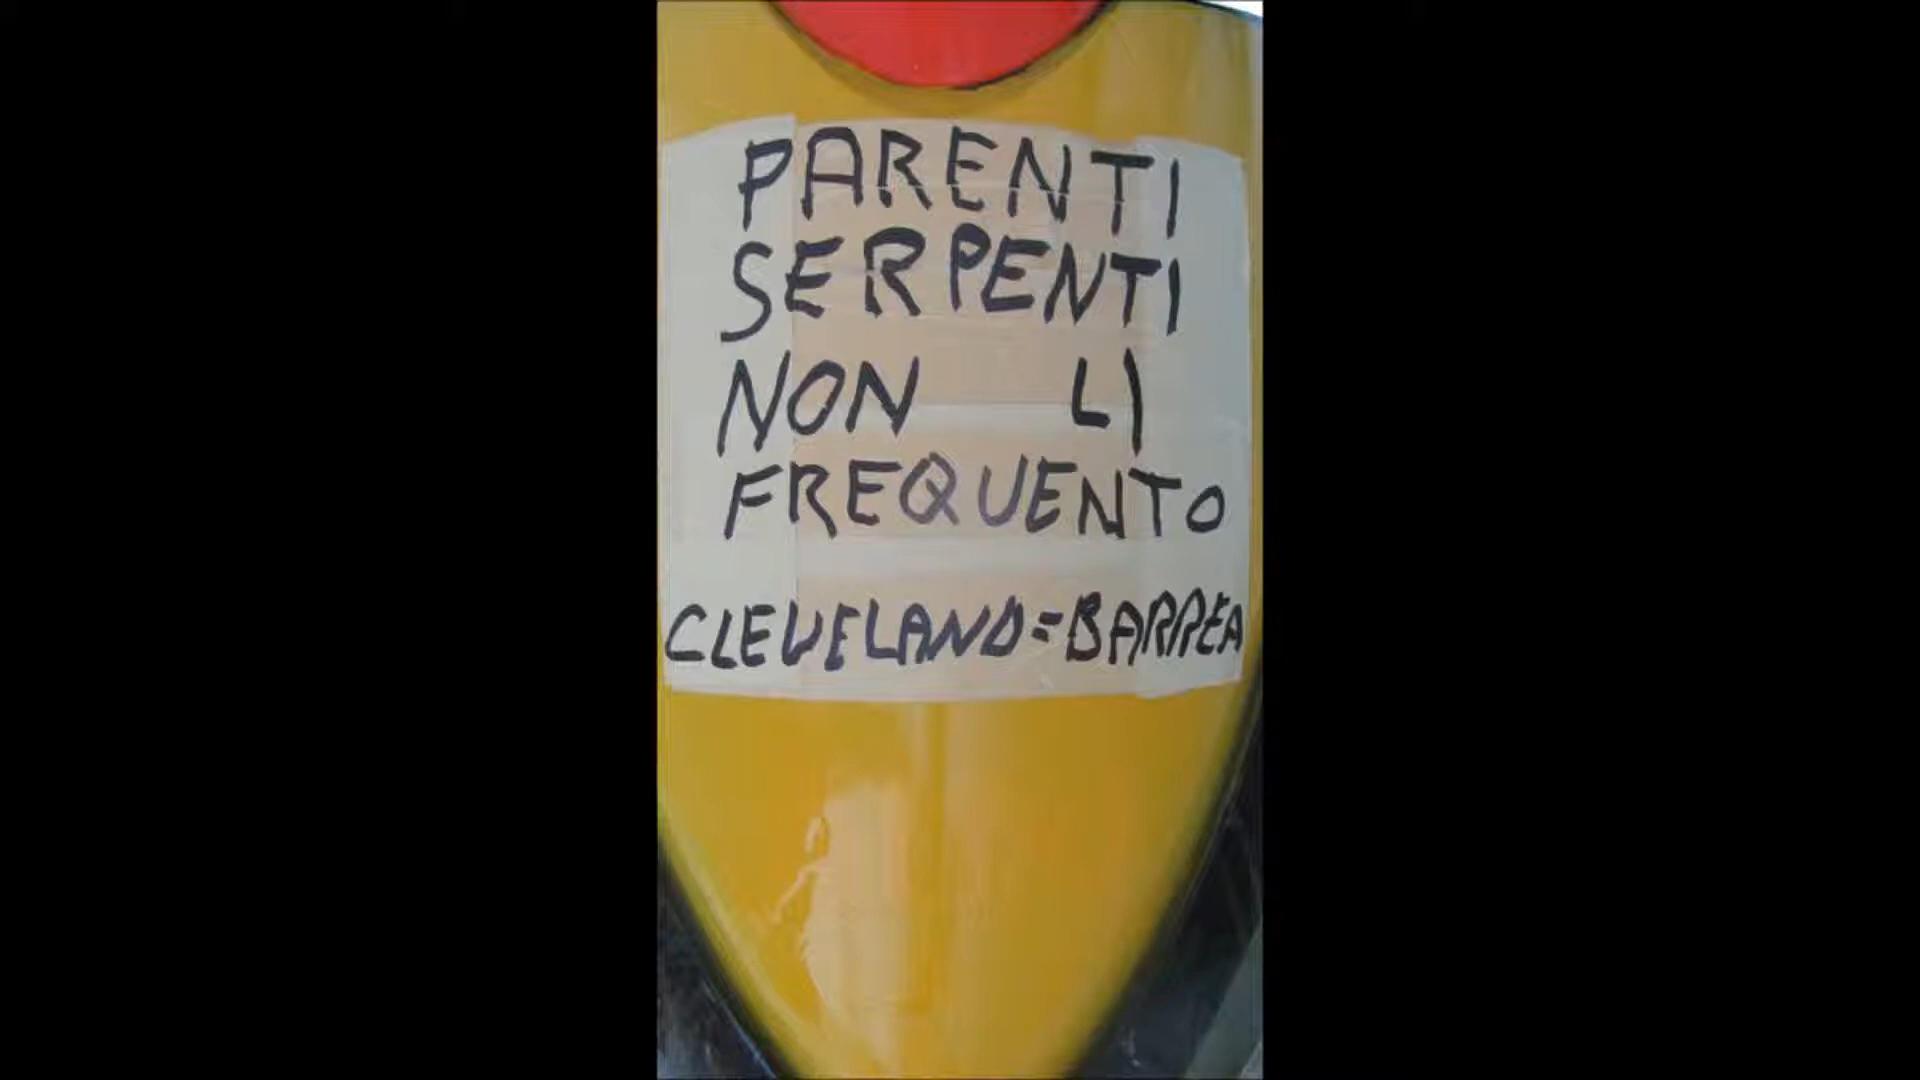 PARENTI
SERPENTI
NON LI
FREQUENTO
CLEVELAND=BARREA